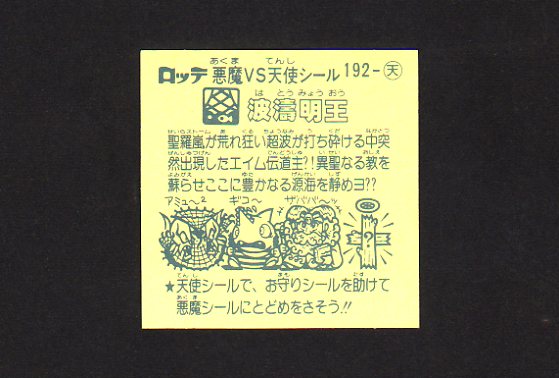 ロッテ 悪魔VS天使シール 192-天
波濤明王
聖羅嵐が荒れ狂い超波が打ち砕ける中突
然出現したエイム伝道主?!異聖なる教を
蘇らせここに豊かなる源海を静めヨ??
アミュ〜2 ギコ〜 ザパパ〜ッ
★天使シールで、お守りシールを助けて
悪魔シールにとどめをさそう!!